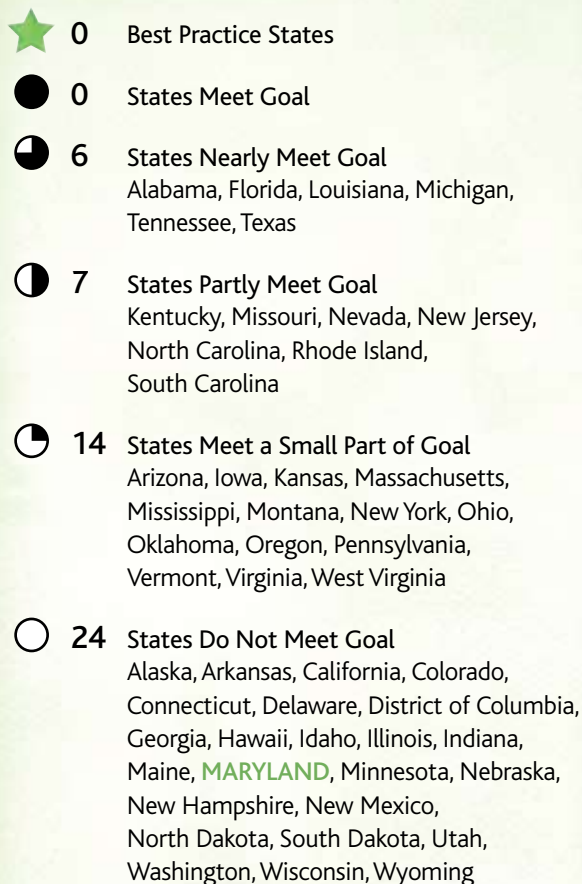 0 Best Practice States
0 States Meet Goal
6 States Nearly Meet Goal
Alabama, Florida, Louisiana, Michigan,
Tennessee, Texas
7 States Partly Meet Goal
Kentucky, Missouri, Nevada, New Jersey,
North Carolina, Rhode Island,
South Carolina
14 States Meet a Small Part of Goal
Arizona, Iowa, Kansas, Massachusetts,
Mississippi, Montana, New York, Ohio,
Oklahoma, Oregon, Pennsylvania,
Vermont, Virginia, West Virginia
24 States Do Not Meet Goal
Alaska, Arkansas, California, Colorado,
Connecticut, Delaware, District of Columbia,
Georgia, Hawaii, Idaho, Illinois, Indiana,
Maine, MARYLAND, Minnesota, Nebraska,
New Hampshire, New Mexico,
North Dakota, South Dakota, Utah,
Washington, Wisconsin, Wyoming